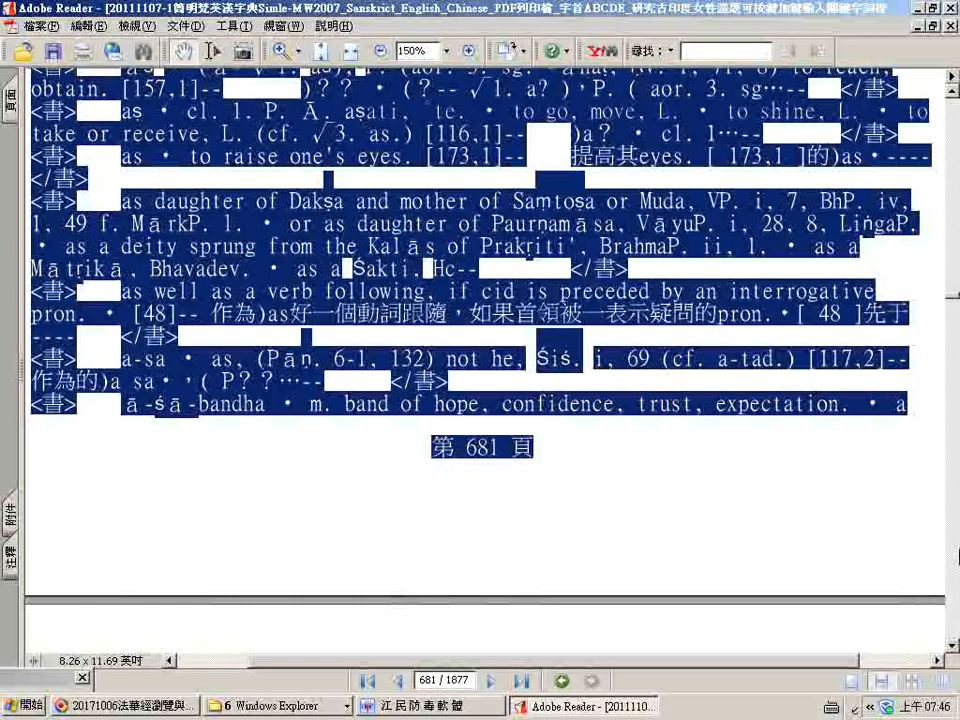 Adobe Reader - [20111107-1簡明梵英漢字典Simle-MW2007_Sanskrict_English_Chinese_PDF列印檔_字首ABCDE_研究古印度女性議題可按鍵加鍵輸入關鍵字詞搜
檔案(F) 編輯(E) 檢視(V) 文件(D) 工具(T) 視窗(W) 說明(H)
150% 尋找：
obtain. [157,1]-- )？？‧（？-- √1. a? )，P. ( aor. 3. sg…-- </書>
<書> aṣ ‧ cl. 1. P. Ā. aṣati, te. ‧ to go, move, L. ‧ to shine, L. ‧ to
take or receive, L. (cf. √3. as.) [116,1]-- )a？ ‧ cl. 1…-- </書>
<書> as ‧ to raise one's eyes. [173,1]-- 提高其eyes. [ 173,1 ]的)as‧----
</書>
<書> as daughter of Dakṣa and mother of Saṃtoṣa or Muda, VP. i, 7, BhP. iv,
1, 49 f. MārkP. l. ‧ or as daughter of Paurṇamāsa, VāyuP. i, 28, 8, LiṅgaP.
‧ as a deity sprung from the Kalās of Prakṛiti', BrahmaP. ii, 1. ‧ as a
Mātṛikā, Bhavadev. ‧ as a Śakti, Hc-- </書>
<書> as well as a verb following, if cid is preceded by an interrogative
pron. ‧ [48]-- 作為)as好一個動詞跟隨，如果首領被一表示疑問的pron.‧[ 48 ]先于
---- </書>
<書> a-sa ‧ as, (Pāṇ. 6-1, 132) not he, Śiś. i, 69 (cf. a-tad.) [117,2]--
作為的)a sa‧，( P？？…-- </書>
<書> ā-śā-bandha ‧ m. band of hope, confidence, trust, expectation. ‧ a
第 681 頁
頁面
附件
注釋
8.26 x 11.69 英吋
681 / 1877
開始 20171006法華經瀏覽與... 6 Windows Explorer 江民防毒軟體 Adobe Reader - [2011110... 上午 07:46